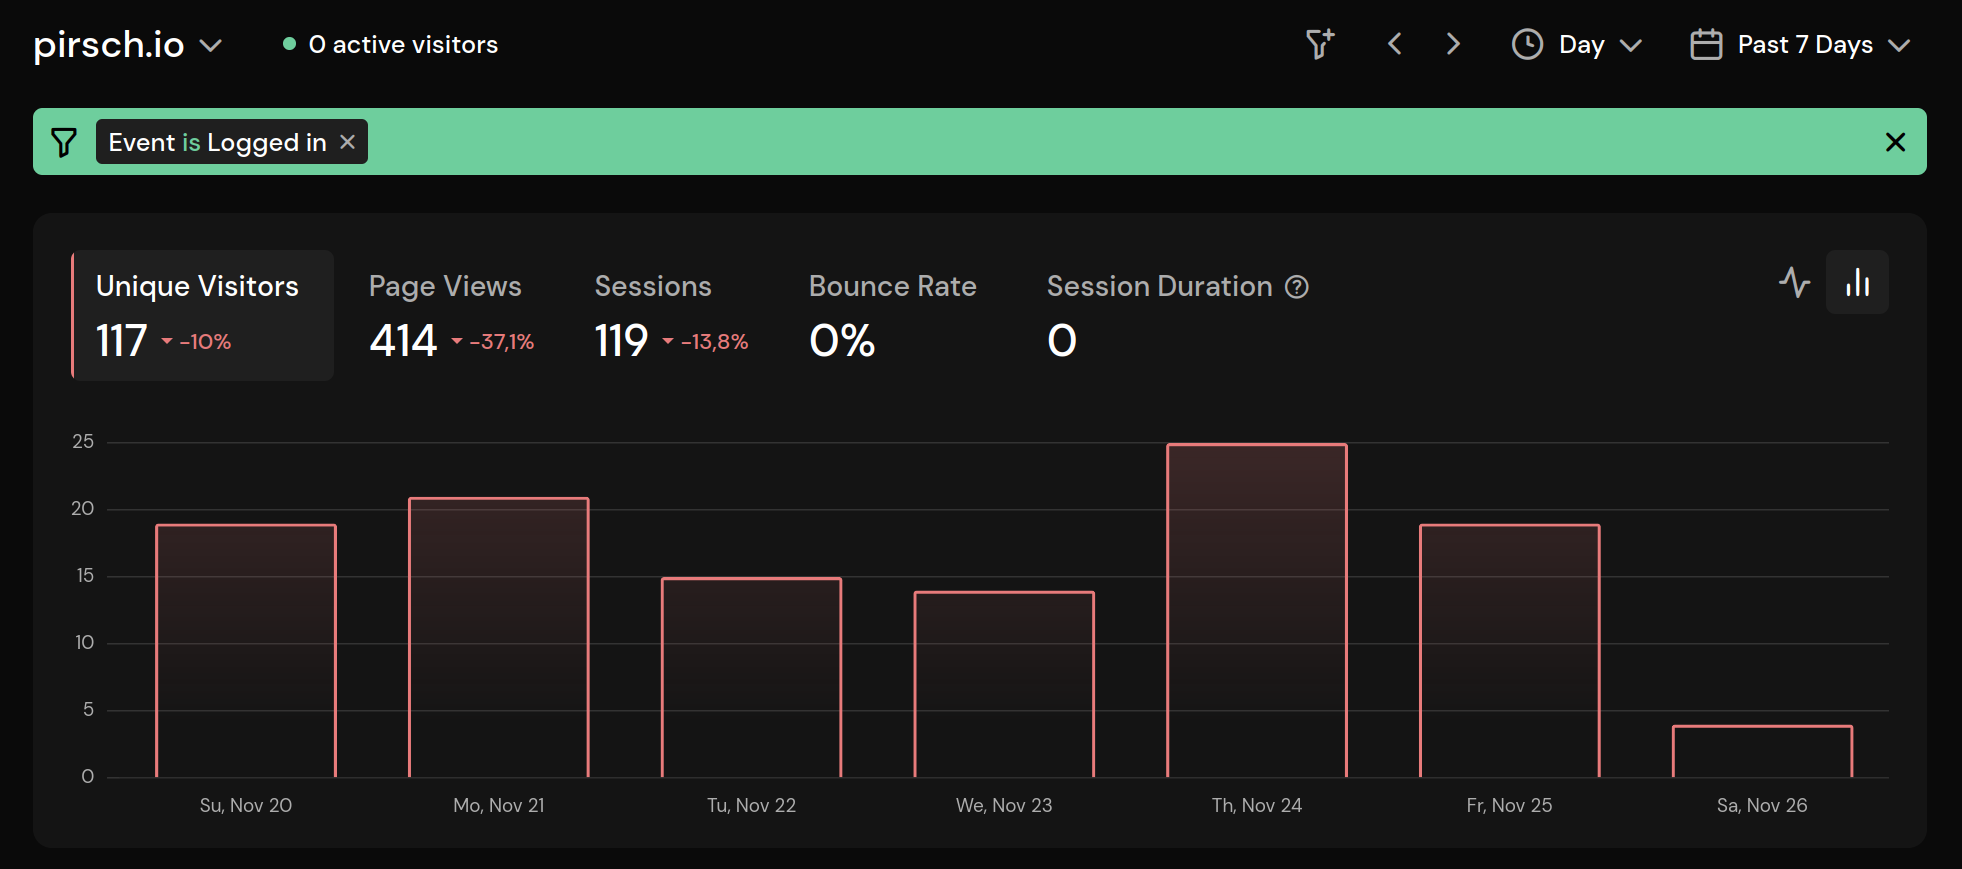 pirsch.io
0 active visitors
Day
Past 7 Days
Event is Logged in
Unique Visitors
117 -10%
Page Views
414 -37,1%
Sessions
119 -13,8%
Bounce Rate
0%
Session Duration
0
25
20
15
10
5
0
Su, Nov 20
Mo, Nov 21
Tu, Nov 22
We, Nov 23
Th, Nov 24
Fr, Nov 25
Sa, Nov 26